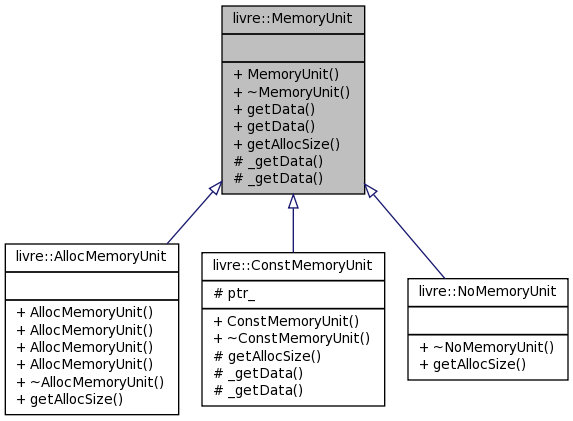 livre::MemoryUnit
+ MemoryUnit()
+ ~MemoryUnit()
+ getData()
+ getData()
+ getAllocSize()
# _getData()
# _getData()
livre::AllocMemoryUnit
+ AllocMemoryUnit()
+ AllocMemoryUnit()
+ AllocMemoryUnit()
+ AllocMemoryUnit()
+ ~AllocMemoryUnit()
+ getAllocSize()
livre::ConstMemoryUnit
# ptr_
+ ConstMemoryUnit()
+ ~ConstMemoryUnit()
# getAllocSize()
# _getData()
# _getData()
livre::NoMemoryUnit
+ ~NoMemoryUnit()
+ getAllocSize()